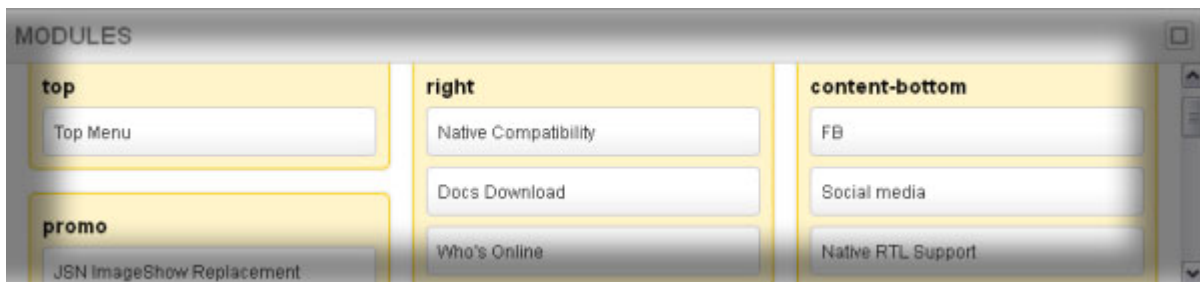 MODULES
top
Top Menu
promo
JSN ImageShow Replacement
right
Native Compatibility
Docs Download
Who's Online
content-bottom
FB
Social media
Native RTL Support